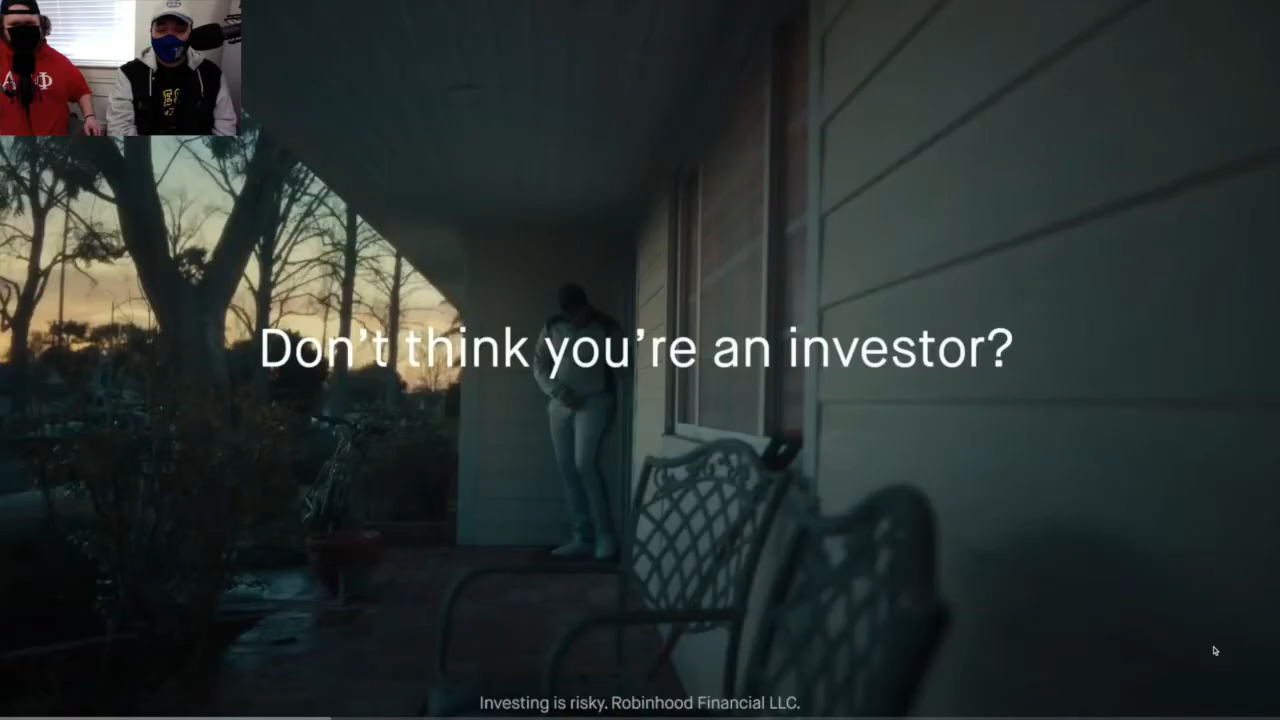 Don't think you're an investor?
Investing is risky. Robinhood Financial LLC.